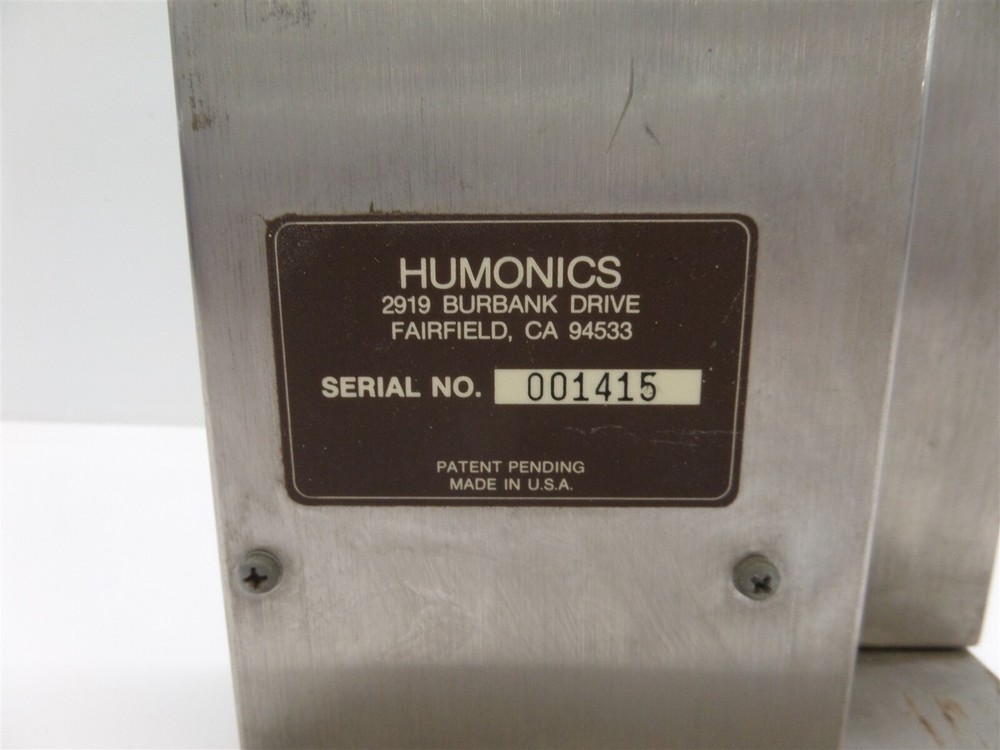 HUMONICS
2919 BURBANK DRIVE
FAIRFIELD, CA 94533
SERIAL NO. 001415
PATENT PENDING
MADE IN U.S.A.